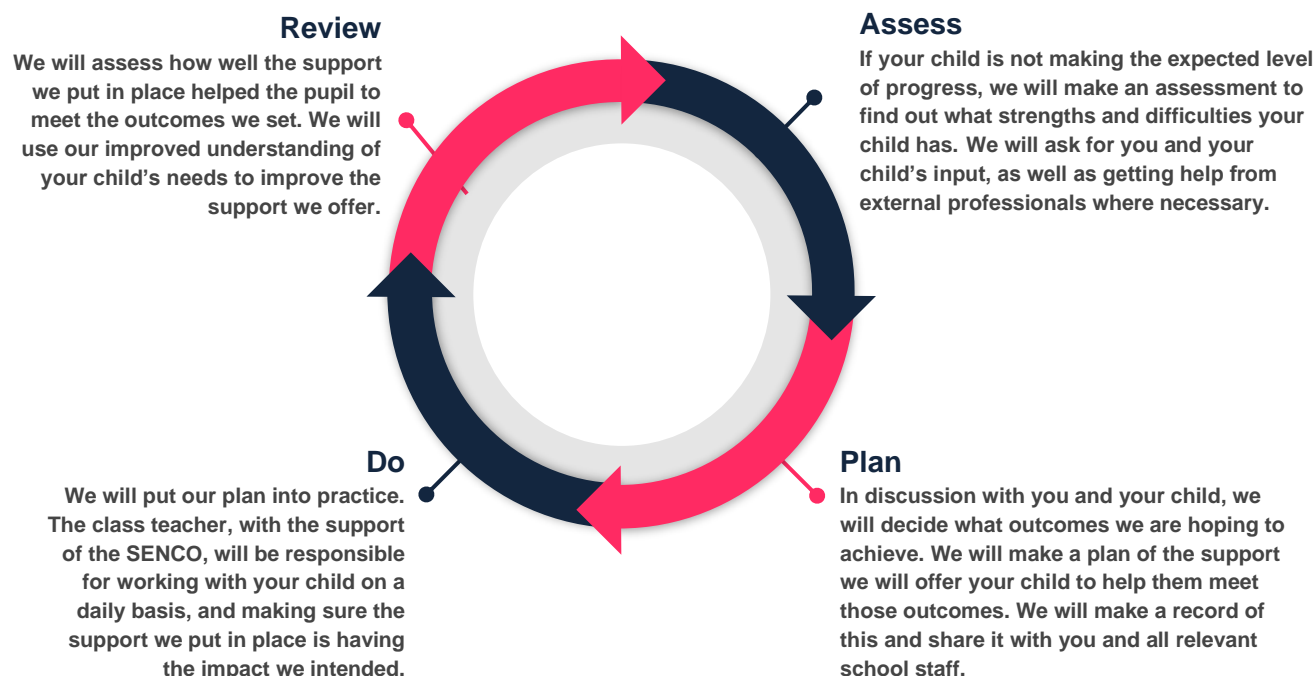 Review
We will assess how well the support
we put in place helped the pupil to
meet the outcomes we set. We will
use our improved understanding of
your child’s needs to improve the
support we offer.
Assess
If your child is not making the expected level
of progress, we will make an assessment to
find out what strengths and difficulties your
child has. We will ask for you and your
child’s input, as well as getting help from
external professionals where necessary.
Do
We will put our plan into practice.
The class teacher, with the support
of the SENCO, will be responsible
for working with your child on a
daily basis, and making sure the
support we put in place is having
the impact we intended.
Plan
In discussion with you and your child, we
will decide what outcomes we are hoping to
achieve. We will make a plan of the support
we will offer your child to help them meet
those outcomes. We will make a record of
this and share it with you and all relevant
school staff.